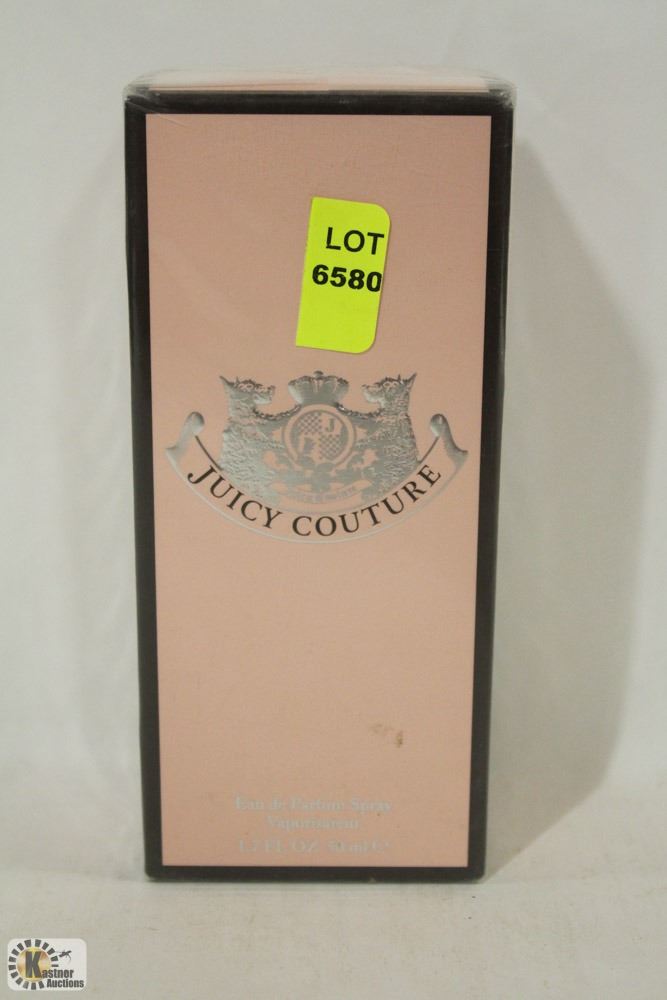 LOT
6580
J
JUICY COUTURE
Eau de Parfum Spray
Vaporisateur
1.7 FL OZ 50 ml ℮
Kastner
Auctions